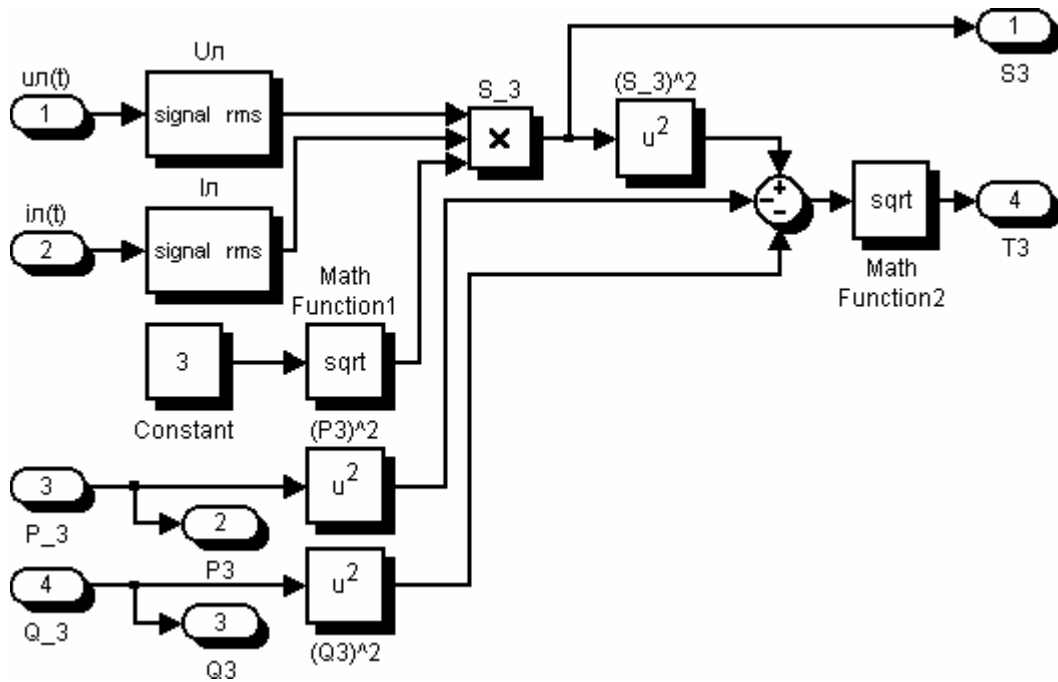 1
S3
Uл
uл(t)
1
signal rms
S_3
×
(S_3)^2
u²
+
−
−
sqrt
4
T3
Math
Function2
Iл
iл(t)
2
signal rms
Math
Function1
3
sqrt
Constant
(P3)^2
3
P_3
u²
2
P3
4
Q_3
u²
3
Q3
(Q3)^2